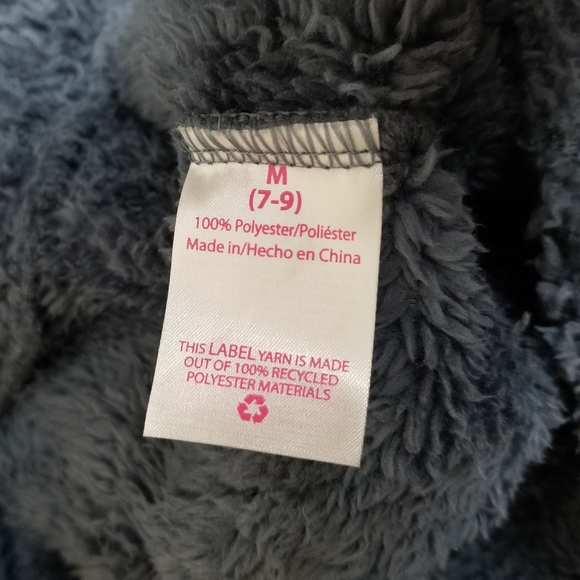 M
(7-9)
100% Polyester/Poliéster
Made in/Hecho en China
THIS LABEL YARN IS MADE
OUT OF 100% RECYCLED
POLYESTER MATERIALS